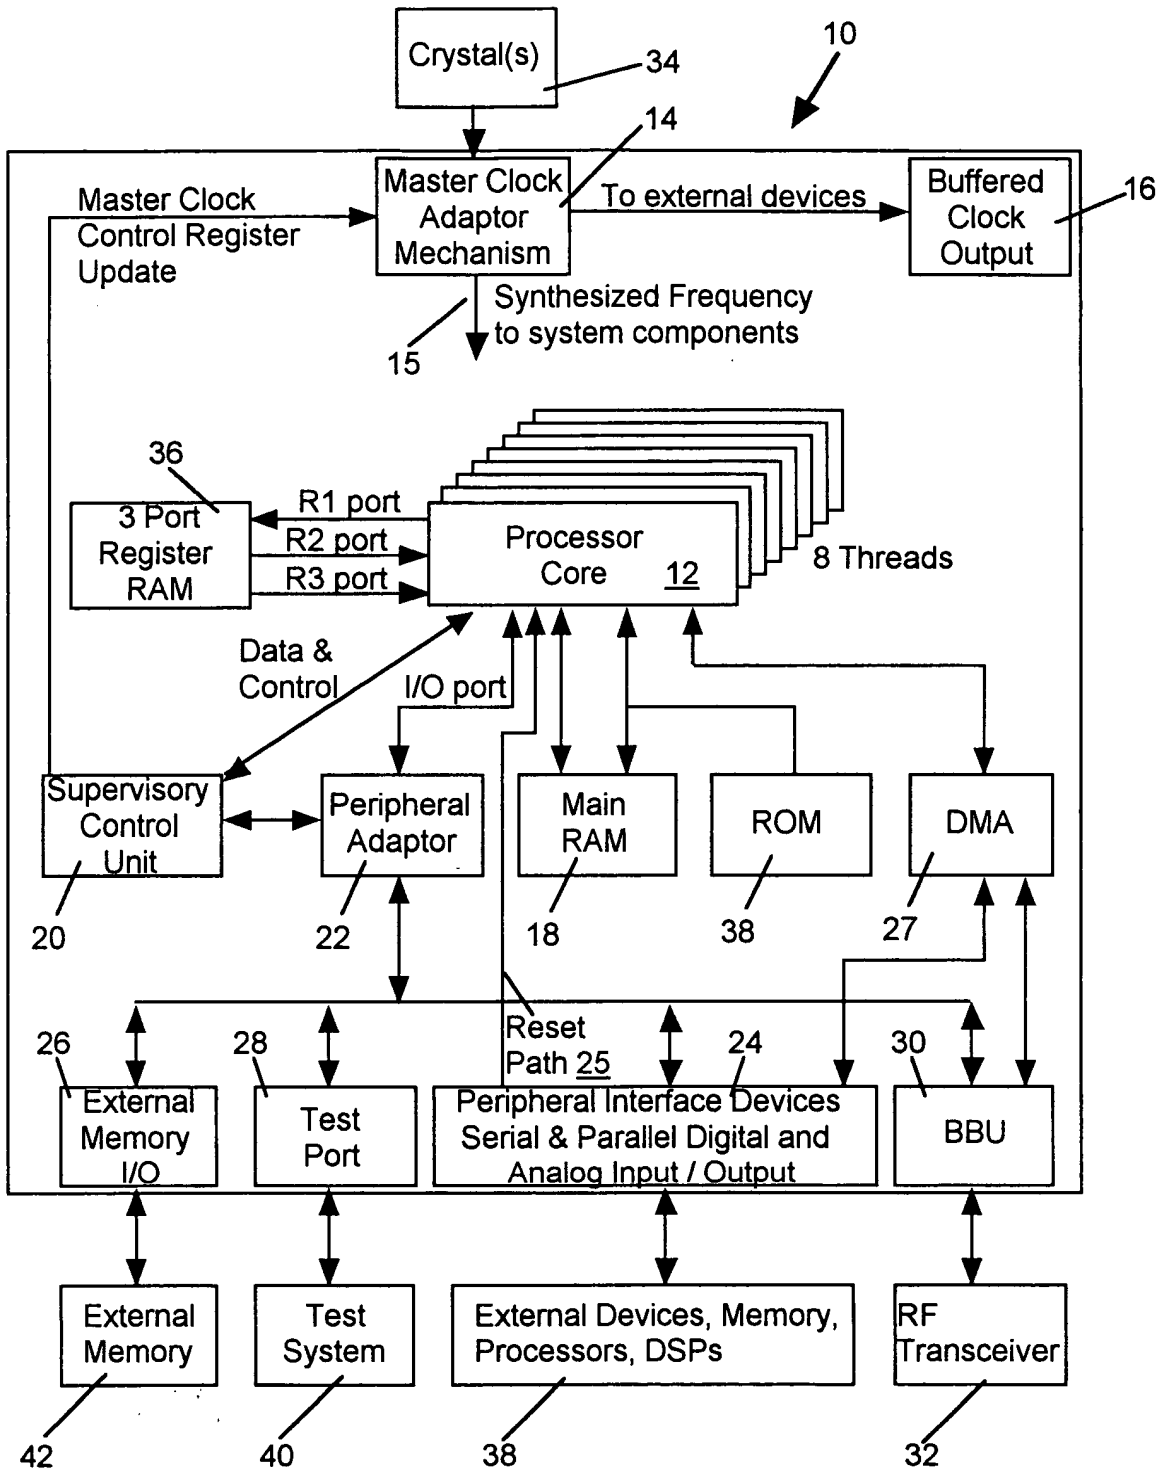 Crystal(s)
34
10
14
Master Clock
Adaptor
Mechanism
Master Clock
Control Register
Update
To external devices
Buffered
Clock
Output
16
15
Synthesized Frequency
to system components
36
3 Port
Register
RAM
R1 port
R2 port
R3 port
Processor
Core
12
8 Threads
Data &
Control
I/O port
Supervisory
Control
Unit
20
Peripheral
Adaptor
22
Main
RAM
18
ROM
38
DMA
27
Reset
Path 25
26
External
Memory
I/O
28
Test
Port
24
Peripheral Interface Devices
Serial & Parallel Digital and
Analog Input / Output
30
BBU
External
Memory
42
Test
System
40
External Devices, Memory,
Processors, DSPs
38
RF
Transceiver
32